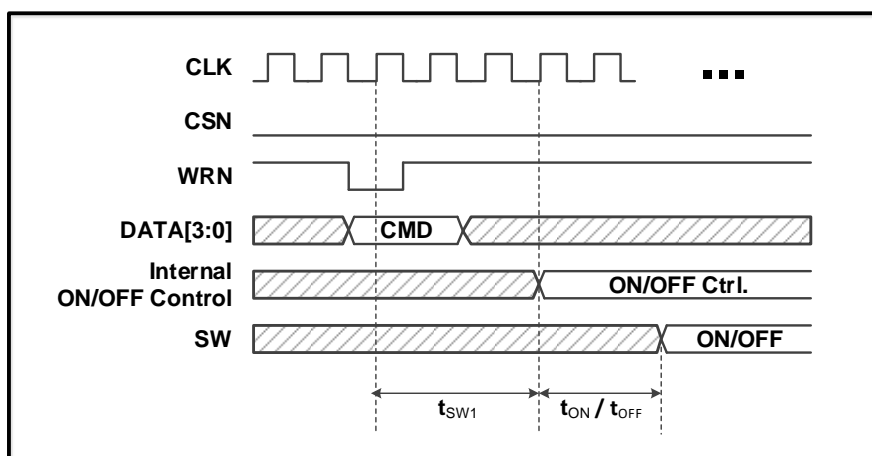 CLK
CSN
WRN
DATA[3:0]
CMD
Internal
ON/OFF Control
ON/OFF Ctrl.
SW
ON/OFF
tSW1
tON / tOFF